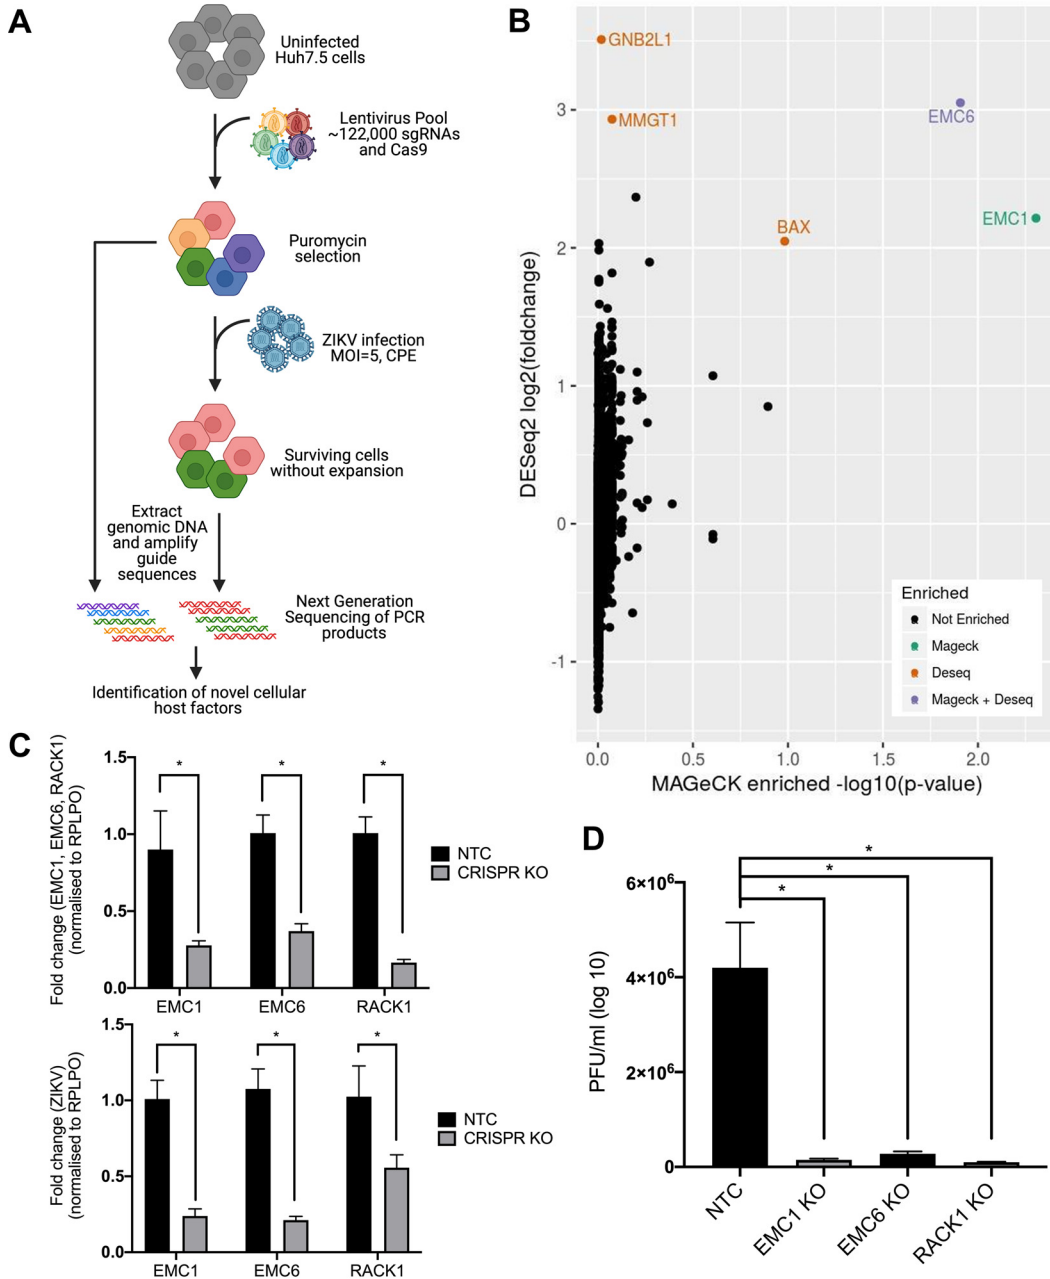 A
Uninfected
Huh7.5 cells
Lentivirus Pool
~122,000 sgRNAs
and Cas9
Puromycin
selection
ZIKV infection
MOI=5, CPE
Surviving cells
without expansion
Extract
genomic DNA
and amplify
guide
sequences
Next Generation
Sequencing of PCR
products
Identification of novel cellular
host factors
B
DESeq2 log2(foldchange)
3
2
1
0
-1
GNB2L1
MMGT1
EMC6
EMC1
BAX
Enriched
Not Enriched
Mageck
Deseq
Mageck + Deseq
0.0
0.5
1.0
1.5
2.0
MAGeCK enriched -log10(p-value)
C
Fold change (EMC1, EMC6, RACK1)
(normalised to RPLPO)
1.5
1.0
0.5
0.0
*
*
*
EMC1
EMC6
RACK1
NTC
CRISPR KO
Fold change (ZIKV)
(normalised to RPLPO)
1.5
1.0
0.5
0.0
*
*
*
EMC1
EMC6
RACK1
NTC
CRISPR KO
D
PFU/ml (log 10)
6×10⁶
4×10⁶
2×10⁶
0
*
*
*
NTC
EMC1 KO
EMC6 KO
RACK1 KO